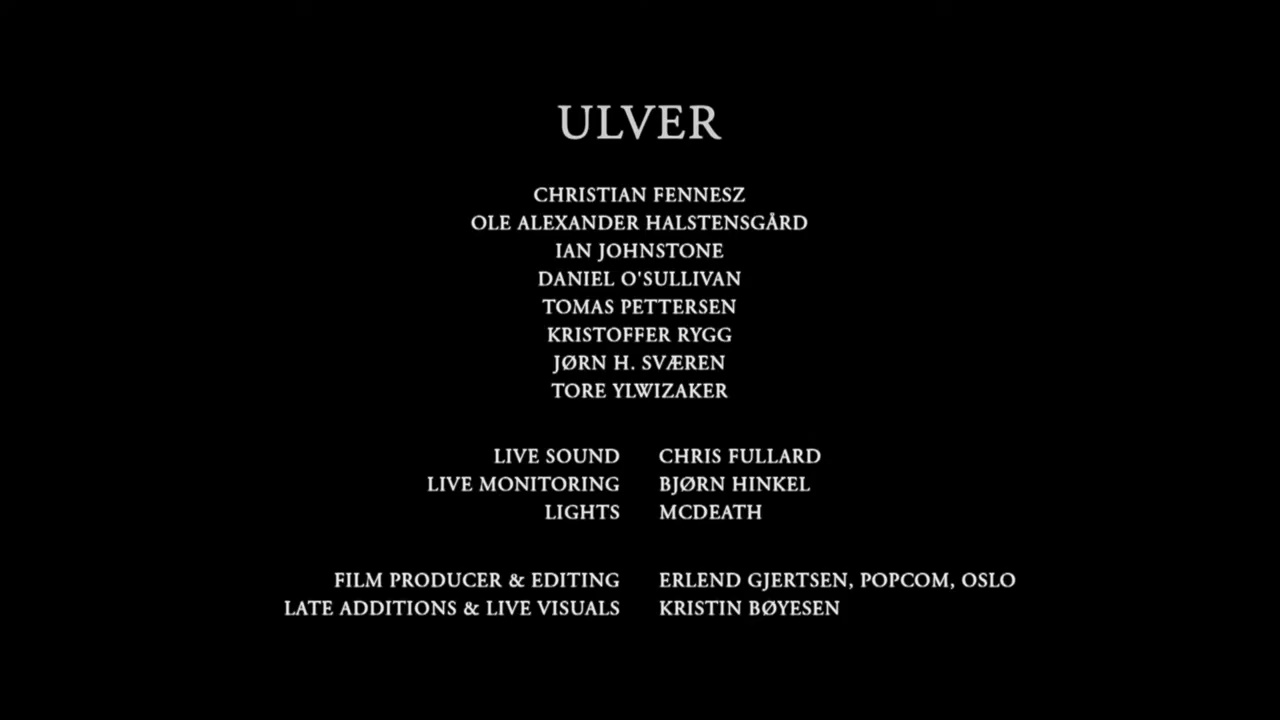 ULVER
CHRISTIAN FENNESZ
OLE ALEXANDER HALSTENSGÅRD
IAN JOHNSTONE
DANIEL O'SULLIVAN
TOMAS PETTERSEN
KRISTOFFER RYGG
JØRN H. SVÆREN
TORE YLWIZAKER
LIVE SOUND CHRIS FULLARD
LIVE MONITORING BJØRN HINKEL
LIGHTS MCDEATH
FILM PRODUCER & EDITING ERLEND GJERTSEN, POPCOM, OSLO
LATE ADDITIONS & LIVE VISUALS KRISTIN BØYESEN